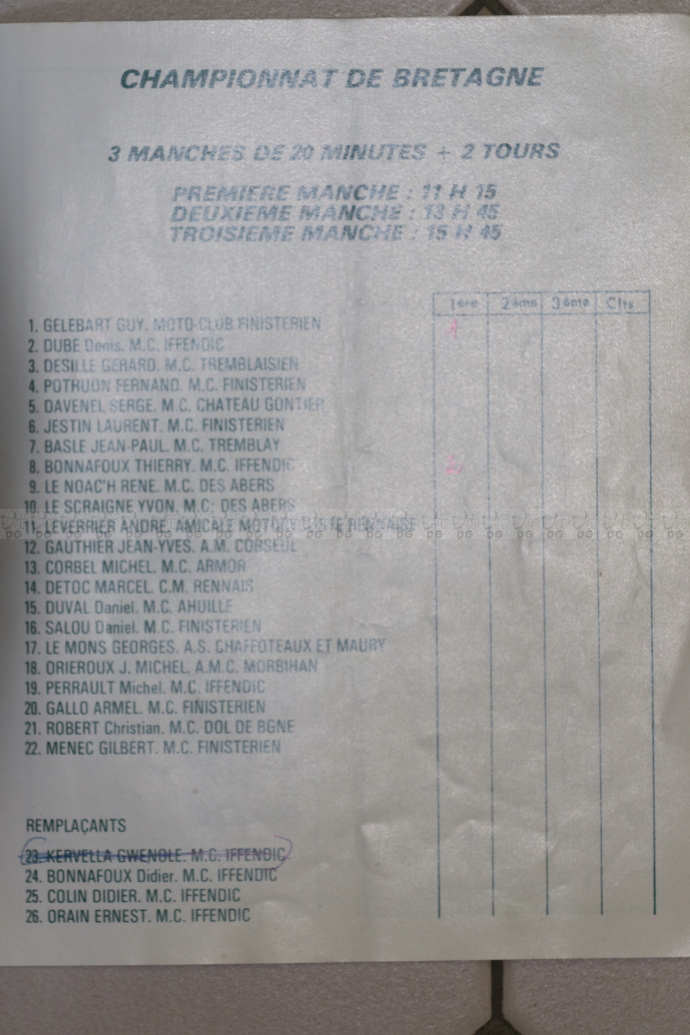 CHAMPIONNAT DE BRETAGNE
3 MANCHES DE 20 MINUTES + 2 TOURS
PREMIERE MANCHE : 11 H 15
DEUXIEME MANCHE : 13 H 45
TROISIEME MANCHE : 15 H 45
1ère 2ème 3ème Clts
1. GELEBART GUY. MOTO CLUB FINISTERIEN
2. DUBE Denis. M.C. IFFENDIC
3. DESILLE GERARD. M.C. TREMBLAISIEN
4. POTHUON FERNAND. M.C. FINISTERIEN
5. DAVENEL SERGE. M.C. CHATEAU GONTIER
6. JESTIN LAURENT. M.C. FINISTERIEN
7. BASLE JEAN-PAUL. M.C. TREMBLAY
8. BONNAFOUX THIERRY. M.C. IFFENDIC
9. LE NOAC'H RENE. M.C. DES ABERS
10. LE SCRAIGNE YVON. M.C. DES ABERS
11. LEVERRIER ANDRE. AMICALE
12. GAUTHIER JEAN-YVES. A.M. CORSEUL
13. CORBEL MICHEL. M.C. ARMOR
14. DETOC MARCEL. C.M. RENNAIS
15. DUVAL Daniel. M.C. AHUILLE
16. SALOU Daniel. M.C. FINISTERIEN
17. LE MONS GEORGES. A.S. CHAFFOTEAUX ET MAURY
18. ORIEROUX J. MICHEL. A.M.C. MORBIHAN
19. PERRAULT Michel. M.C. IFFENDIC
20. GALLO ARMEL. M.C. FINISTERIEN
21. ROBERT Christian. M.C. DOL DE BGNE
22. MENEC GILBERT. M.C. FINISTERIEN
REMPLAÇANTS
23. KERVELLA GWENOLE. M.C. IFFENDIC
24. BONNAFOUX Didier. M.C. IFFENDIC
25. COLIN DIDIER. M.C. IFFENDIC
26. ORAIN ERNEST. M.C. IFFENDIC